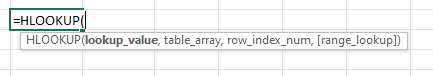 =HLOOKUP(
HLOOKUP(lookup_value, table_array, row_index_num, [range_lookup])